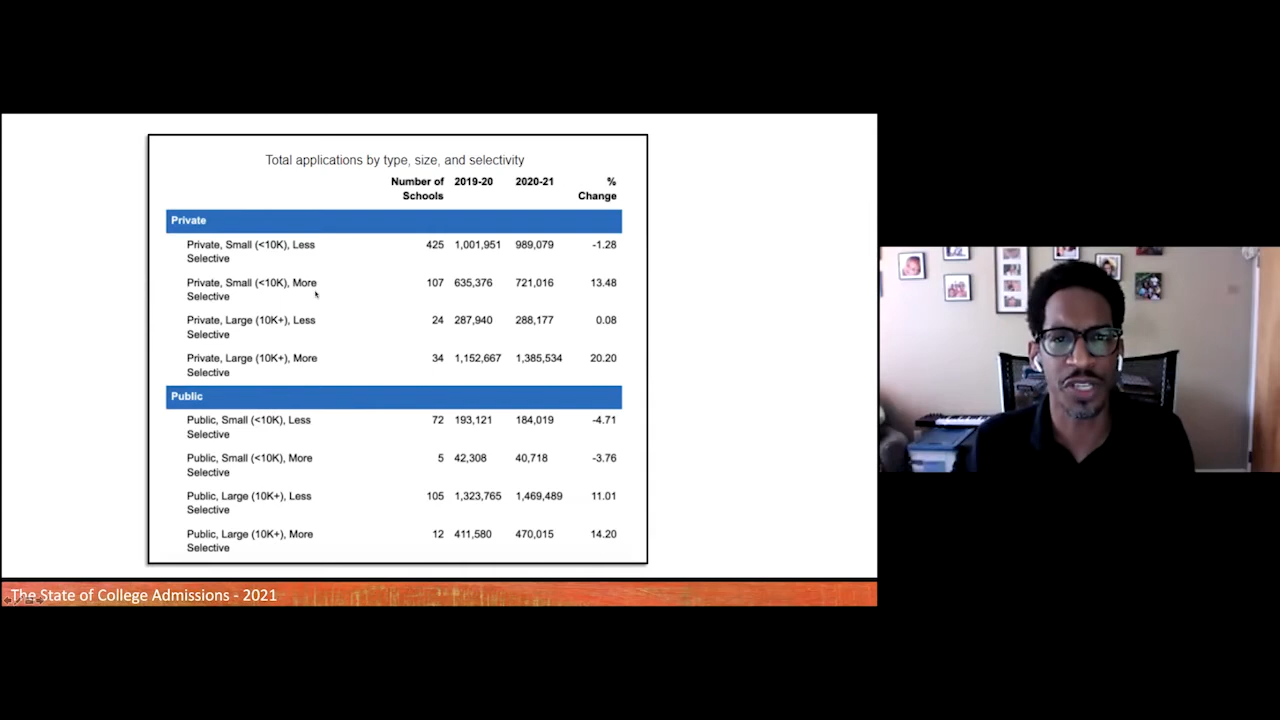 Total applications by type, size, and selectivity
Number of Schools 2019-20 2020-21 % Change
Private
Private, Small (<10K), Less Selective 425 1,001,951 989,079 -1.28
Private, Small (<10K), More Selective 107 635,376 721,016 13.48
Private, Large (10K+), Less Selective 24 287,940 288,177 0.08
Private, Large (10K+), More Selective 34 1,152,667 1,385,534 20.20
Public
Public, Small (<10K), Less Selective 72 193,121 184,019 -4.71
Public, Small (<10K), More Selective 5 42,308 40,718 -3.76
Public, Large (10K+), Less Selective 105 1,323,765 1,469,489 11.01
Public, Large (10K+), More Selective 12 411,580 470,015 14.20
The State of College Admissions - 2021